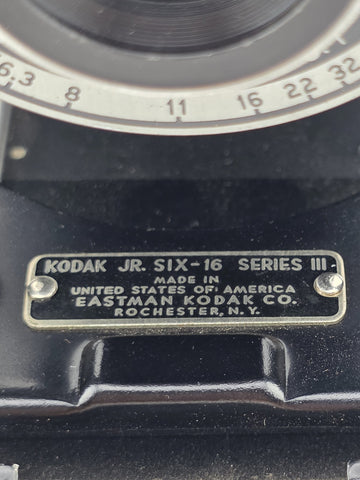 6.3 8 11 16 22 32
KODAK JR. SIX-16 SERIES III
MADE IN
UNITED STATES OF AMERICA
EASTMAN KODAK CO.
ROCHESTER, N.Y.